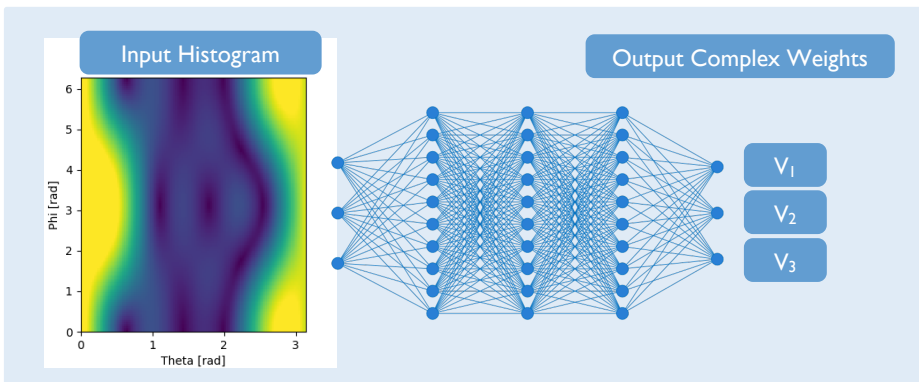 Input Histogram
Output Complex Weights
6
5
4
3
2
1
0
Phi [rad]
0
1
2
3
Theta [rad]
V₁
V₂
V₃